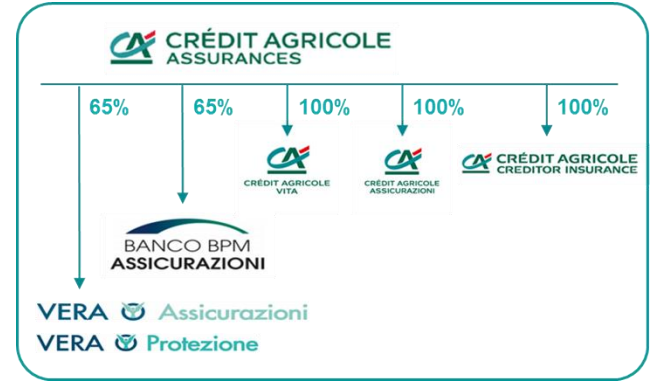 CRÉDIT AGRICOLE
ASSURANCES
65%
65%
100%
100%
100%
CRÉDIT AGRICOLE
VITA
CRÉDIT AGRICOLE
ASSICURAZIONI
CRÉDIT AGRICOLE
CREDITOR INSURANCE
BANCO BPM
ASSICURAZIONI
VERA Assicurazioni
VERA Protezione